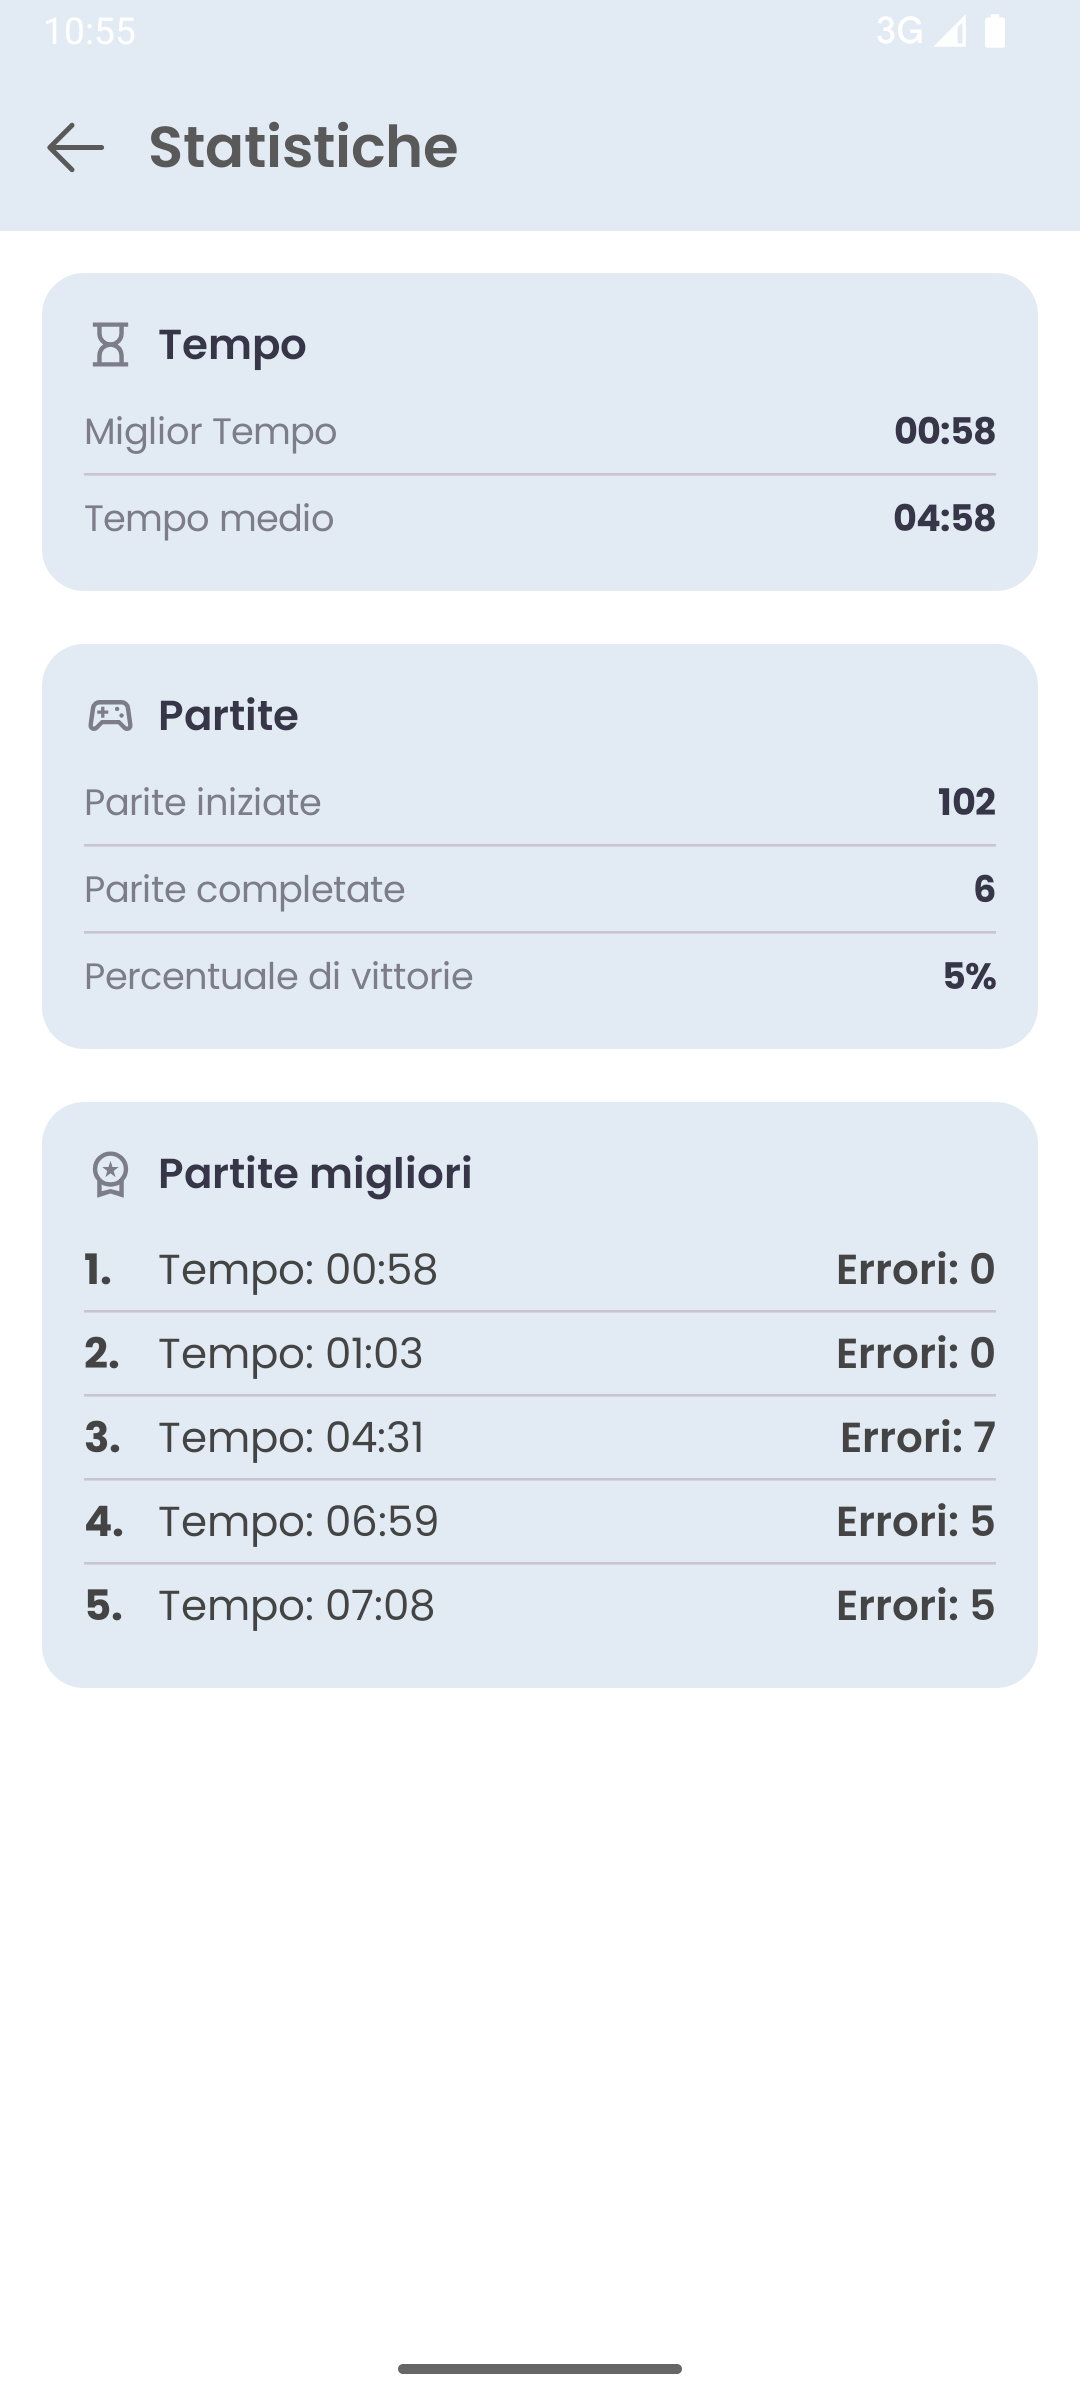 10:55 3G
Statistiche
Tempo
Miglior Tempo 00:58
Tempo medio 04:58
Partite
Parite iniziate 102
Parite completate 6
Percentuale di vittorie 5%
Partite migliori
1. Tempo: 00:58 Errori: 0
2. Tempo: 01:03 Errori: 0
3. Tempo: 04:31 Errori: 7
4. Tempo: 06:59 Errori: 5
5. Tempo: 07:08 Errori: 5